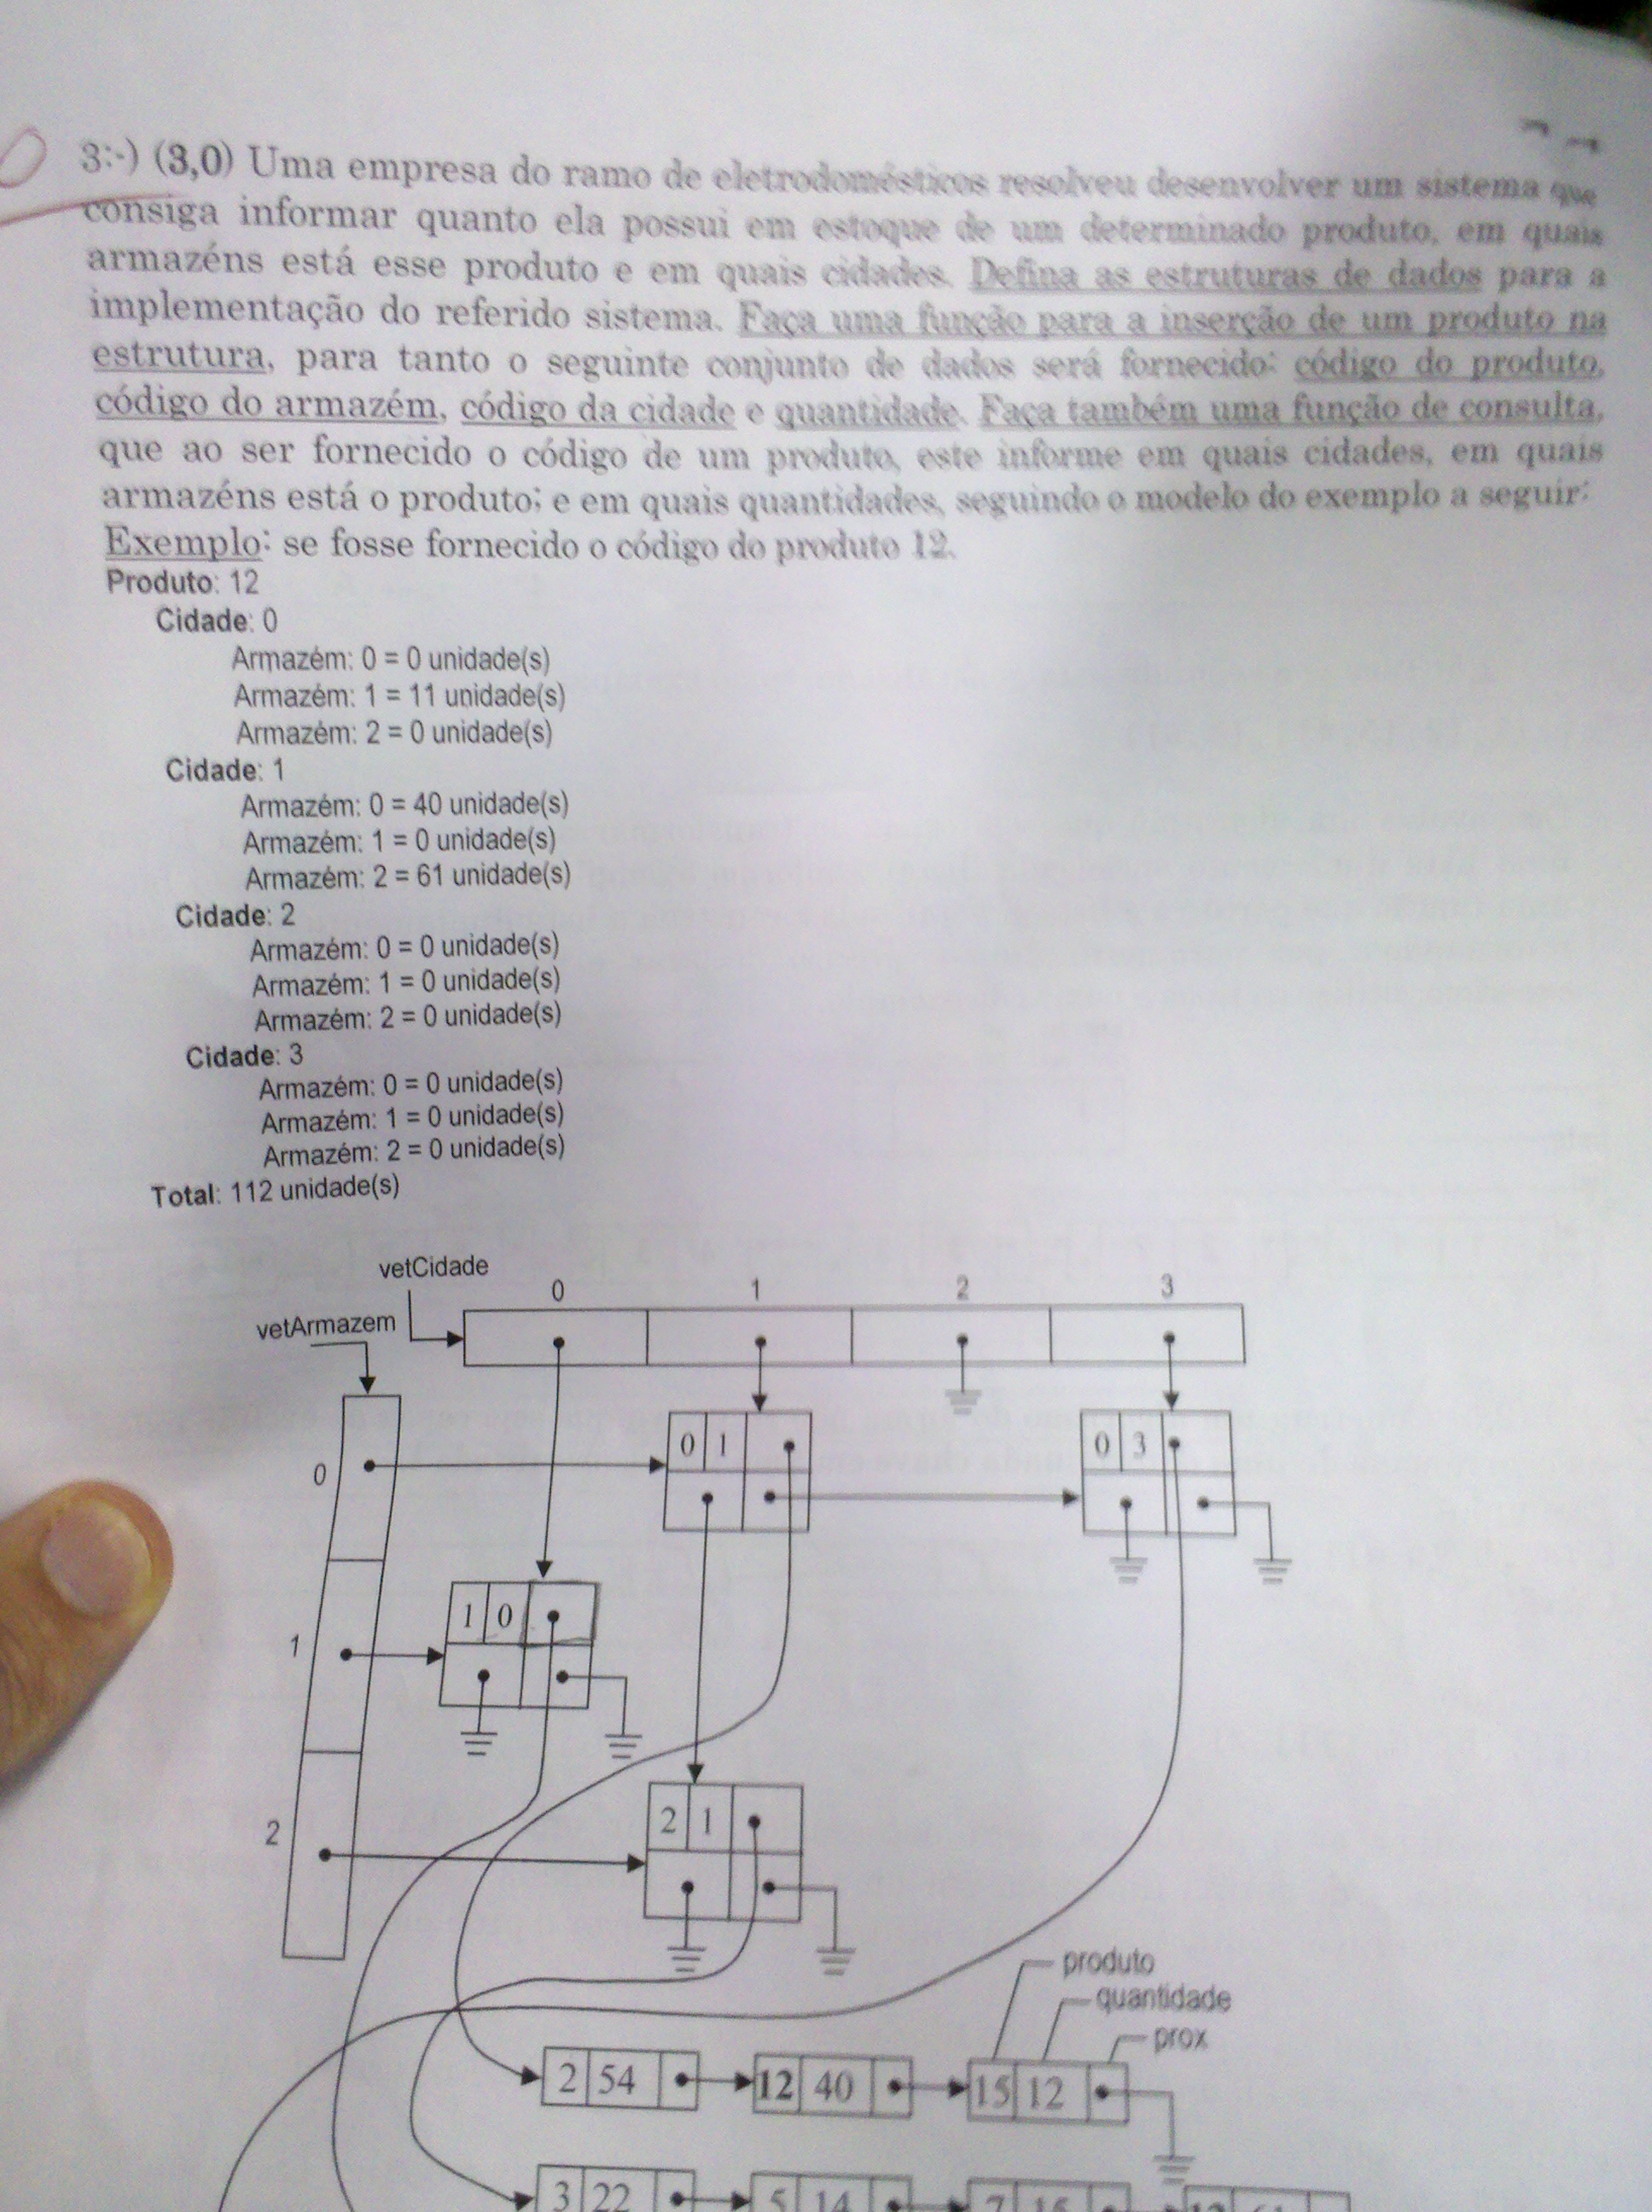 3:-) (3,0) Uma empresa do ramo de eletrodomésticos resolveu desenvolver um sistema que
consiga informar quanto ela possui em estoque de um determinado produto, em quais
armazéns está esse produto e em quais cidades. Defina as estruturas de dados para a
implementação do referido sistema. Faça uma função para a inserção de um produto na
estrutura, para tanto o seguinte conjunto de dados será fornecido: código do produto,
código do armazém, código da cidade e quantidade. Faça também uma função de consulta,
que ao ser fornecido o código de um produto, este informe em quais cidades, em quais
armazéns está o produto; e em quais quantidades, seguindo o modelo do exemplo a seguir:
Exemplo: se fosse fornecido o código do produto 12.
Produto: 12
Cidade: 0
Armazém: 0 = 0 unidade(s)
Armazém: 1 = 11 unidade(s)
Armazém: 2 = 0 unidade(s)
Cidade: 1
Armazém: 0 = 40 unidade(s)
Armazém: 1 = 0 unidade(s)
Armazém: 2 = 61 unidade(s)
Cidade: 2
Armazém: 0 = 0 unidade(s)
Armazém: 1 = 0 unidade(s)
Armazém: 2 = 0 unidade(s)
Cidade: 3
Armazém: 0 = 0 unidade(s)
Armazém: 1 = 0 unidade(s)
Armazém: 2 = 0 unidade(s)
Total: 112 unidade(s)
vetCidade
0 1 2 3
vetArmazem
0 1
0 3
0
1 0
1
2 1
2
produto
quantidade
prox
2 54 12 40 15 12
3 22 5 14 7